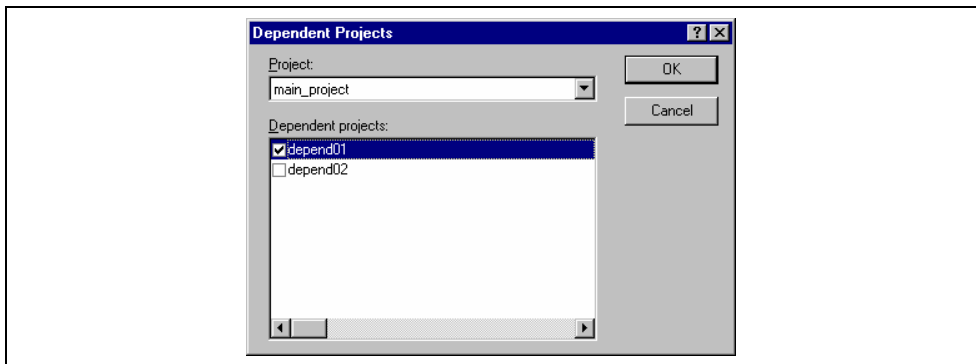 Dependent Projects
Project:
OK
main_project
Cancel
Dependent projects:
depend01
depend02